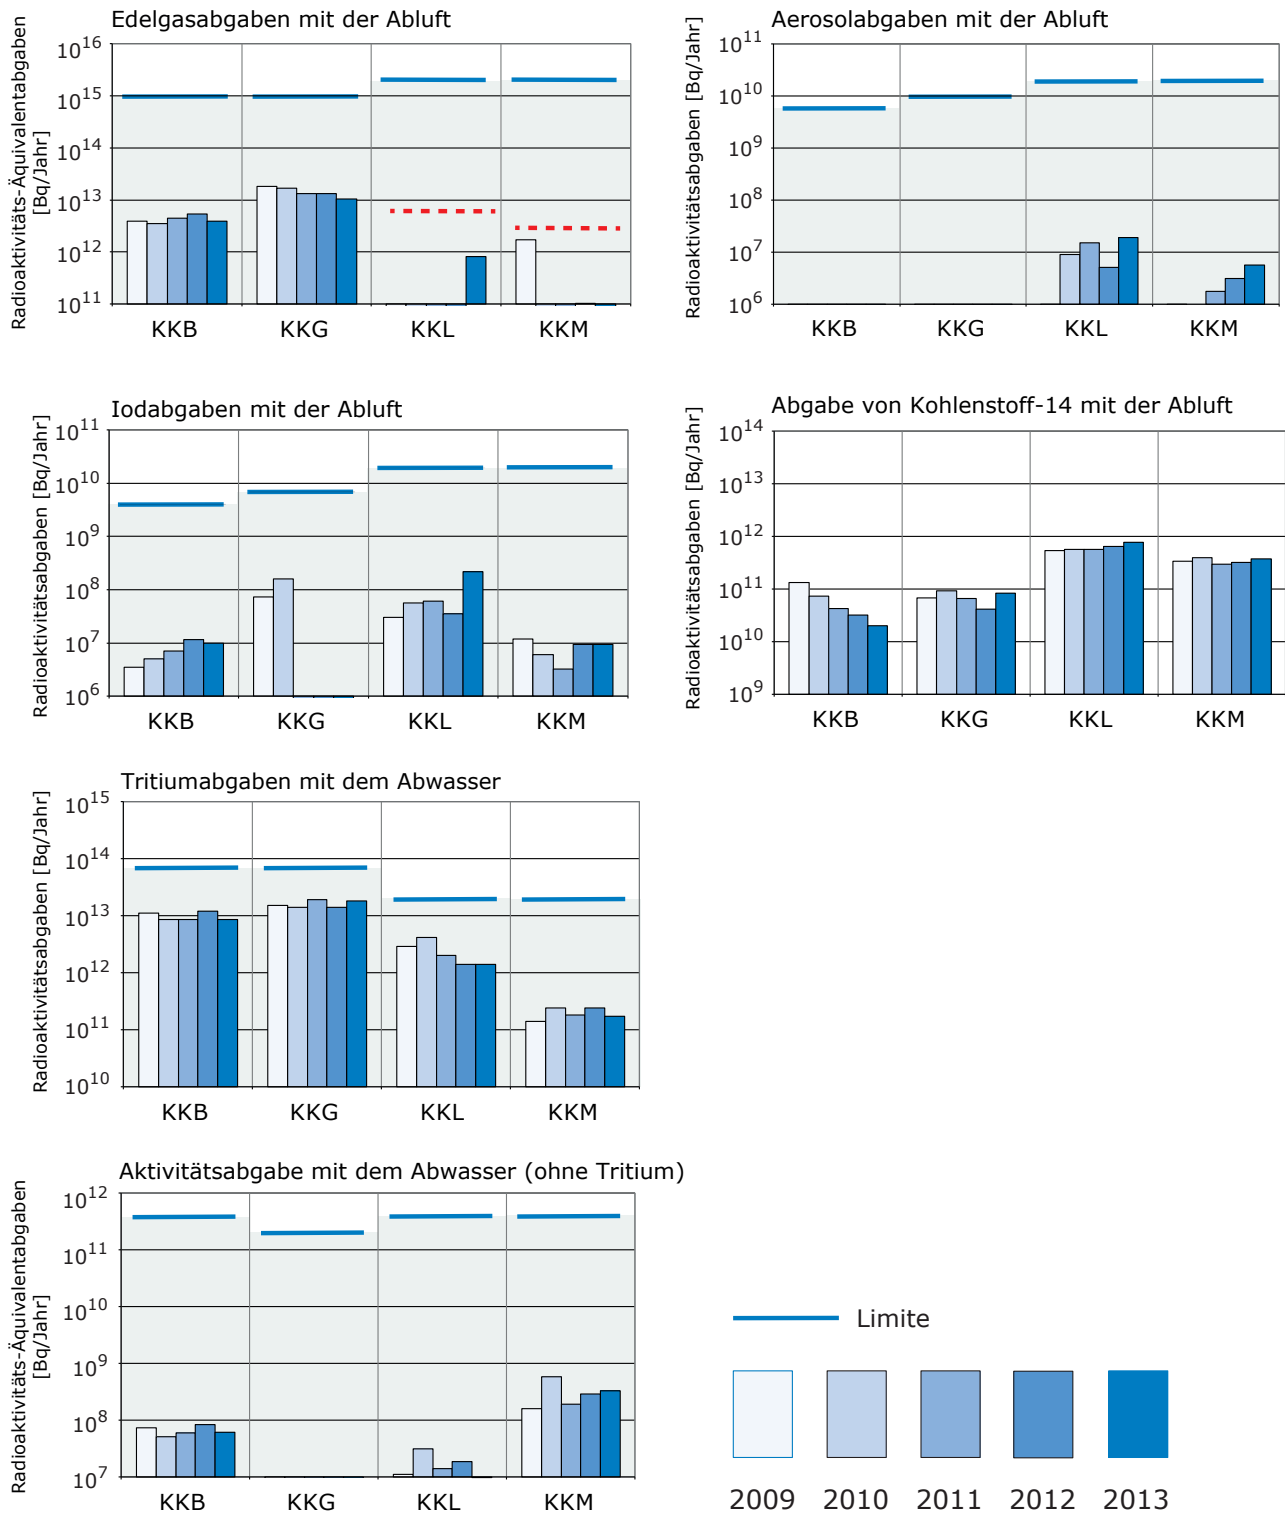 Edelgasabgaben mit der Abluft
Radioaktivitäts-Äquivalentabgaben
[Bq/Jahr]
10^16
10^15
10^14
10^13
10^12
10^11
KKB KKG KKL KKM
Aerosolabgaben mit der Abluft
Radioaktivitätsabgaben [Bq/Jahr]
10^11
10^10
10^9
10^8
10^7
10^6
KKB KKG KKL KKM
Iodabgaben mit der Abluft
Radioaktivitätsabgaben [Bq/Jahr]
10^11
10^10
10^9
10^8
10^7
10^6
KKB KKG KKL KKM
Abgabe von Kohlenstoff-14 mit der Abluft
Radioaktivitätsabgaben [Bq/Jahr]
10^14
10^13
10^12
10^11
10^10
10^9
KKB KKG KKL KKM
Tritiumabgaben mit dem Abwasser
Radioaktivitätsabgaben [Bq/Jahr]
10^15
10^14
10^13
10^12
10^11
10^10
KKB KKG KKL KKM
Aktivitätsabgabe mit dem Abwasser (ohne Tritium)
Radioaktivitäts-Äquivalentabgaben
[Bq/Jahr]
10^12
10^11
10^10
10^9
10^8
10^7
KKB KKG KKL KKM
Limite
2009 2010 2011 2012 2013